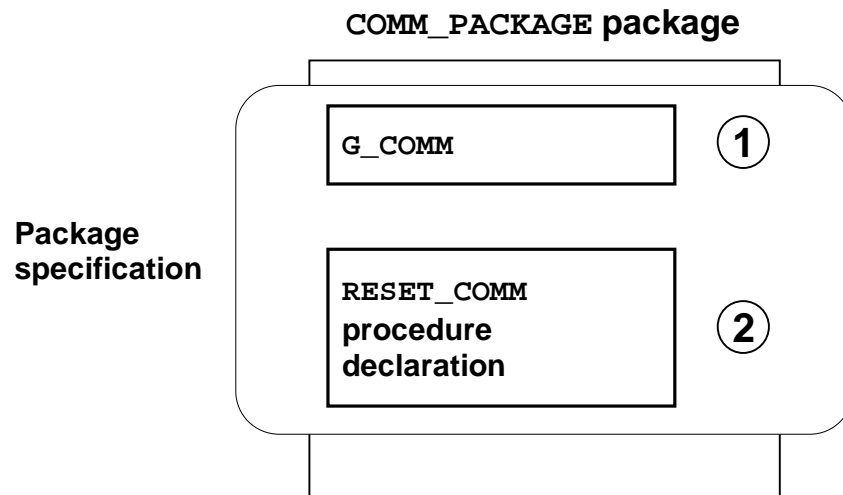 COMM_PACKAGE package
G_COMM
1
Package
specification
RESET_COMM
procedure
declaration
2